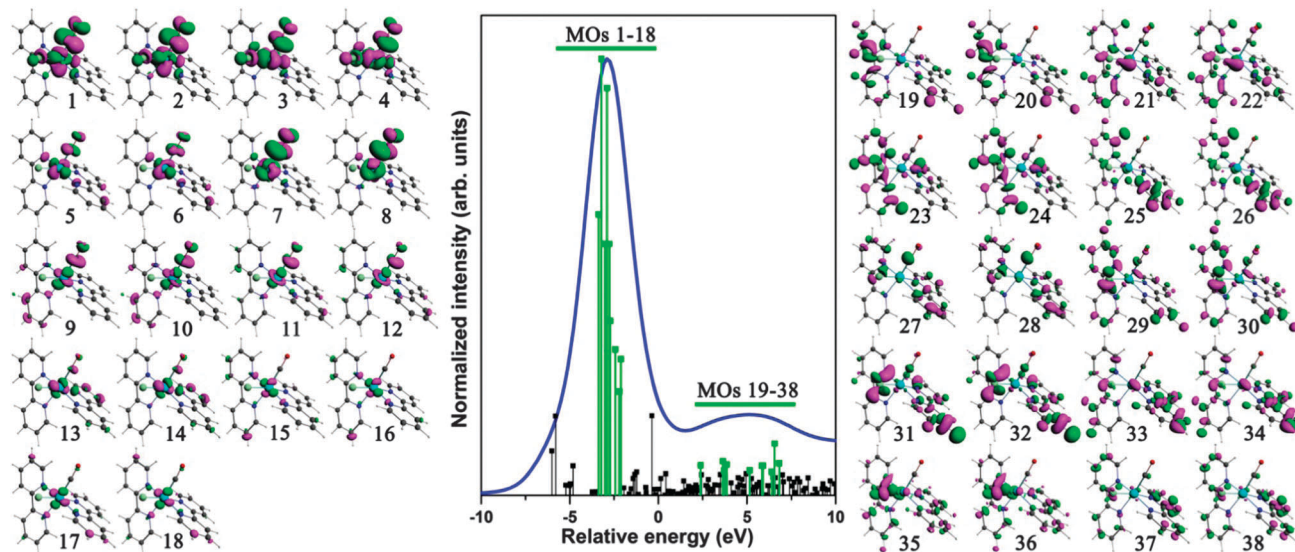 1 2 3 4
5 6 7 8
9 10 11 12
13 14 15 16
17 18
Normalized intensity (arb. units)
MOs 1-18
MOs 19-38
-10 -5 0 5 10
Relative energy (eV)
19 20 21 22
23 24 25 26
27 28 29 30
31 32 33 34
35 36 37 38